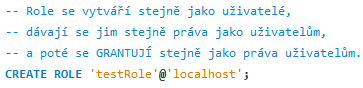 -- Role se vytváří stejně jako uživatelé,
-- dávají se jim stejně práva jako uživatelům,
-- a poté se GRANTUJÍ stejně jako práva uživatelům.
CREATE ROLE 'testRole'@'localhost';